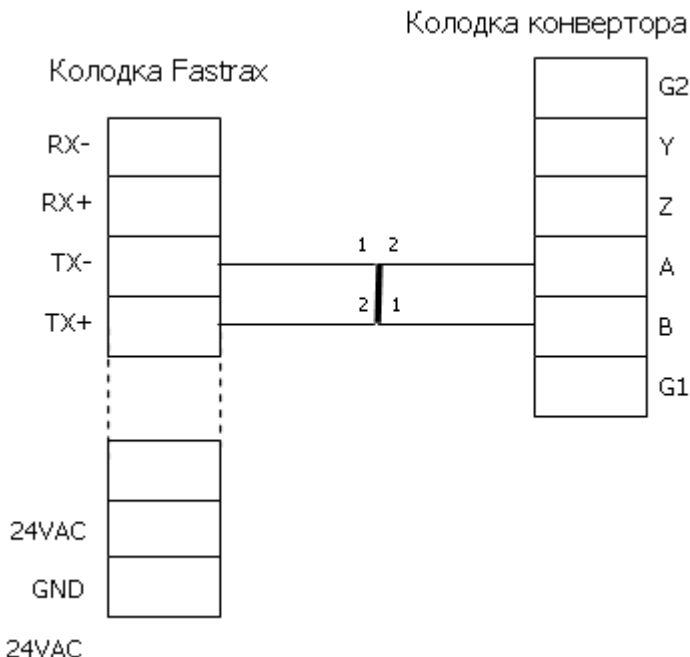 Колодка конвертора
Колодка Fastrax
G2
RX-
Y
RX+
Z
1 2
TX-
A
2 1
TX+
B
G1
24VAC
GND
24VAC